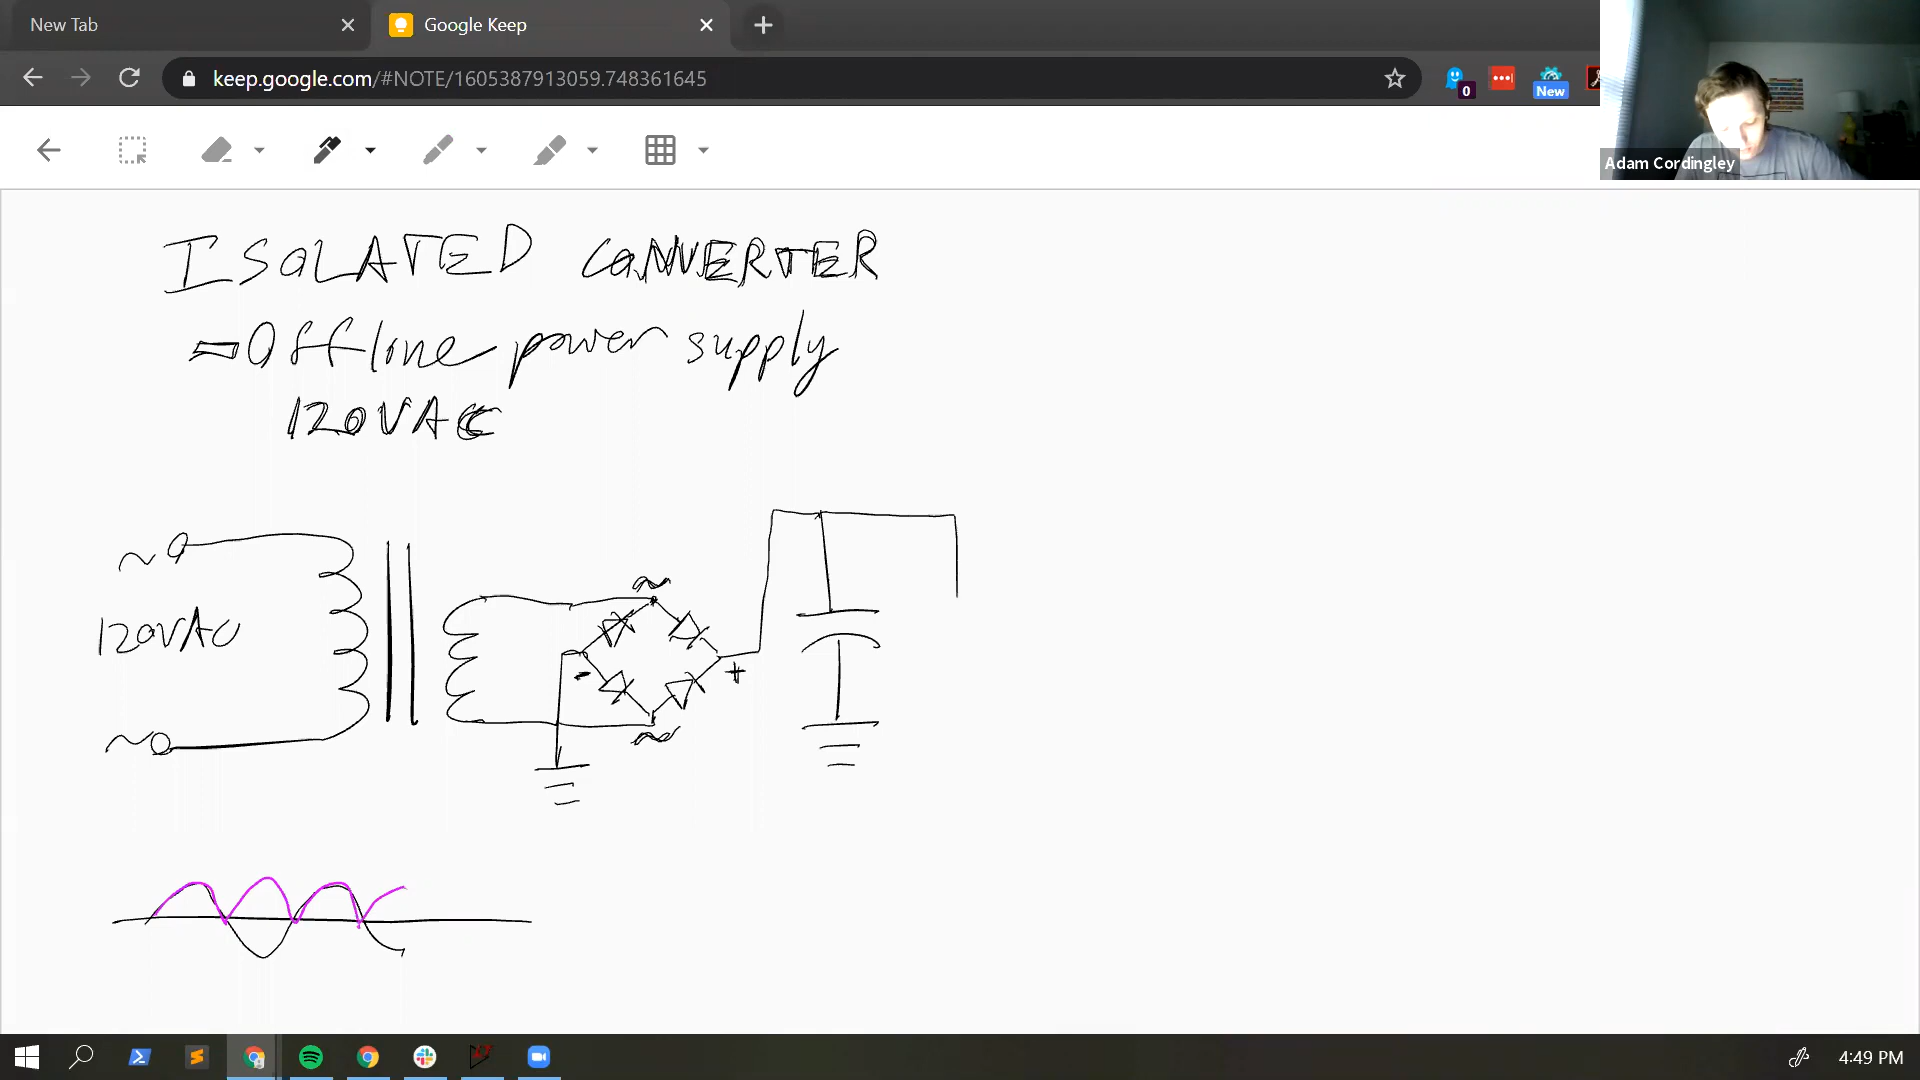 New Tab
Google Keep
keep.google.com/#NOTE/1605387913059.748361645
0
New
Adam Cordingley
ISOLATED CONVERTER
- Offline power supply
120VAC
~
~
120VAC
- +
~
~
4:49 PM